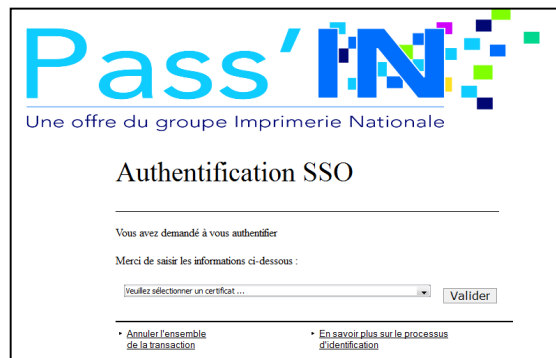 Pass'IN
Une offre du groupe Imprimerie Nationale
Authentification SSO
Vous avez demandé à vous authentifier
Merci de saisir les informations ci-dessous :
Veuillez sélectionner un certificat ...
Valider
Annuler l'ensemble
de la transaction
En savoir plus sur le processus
d'identification